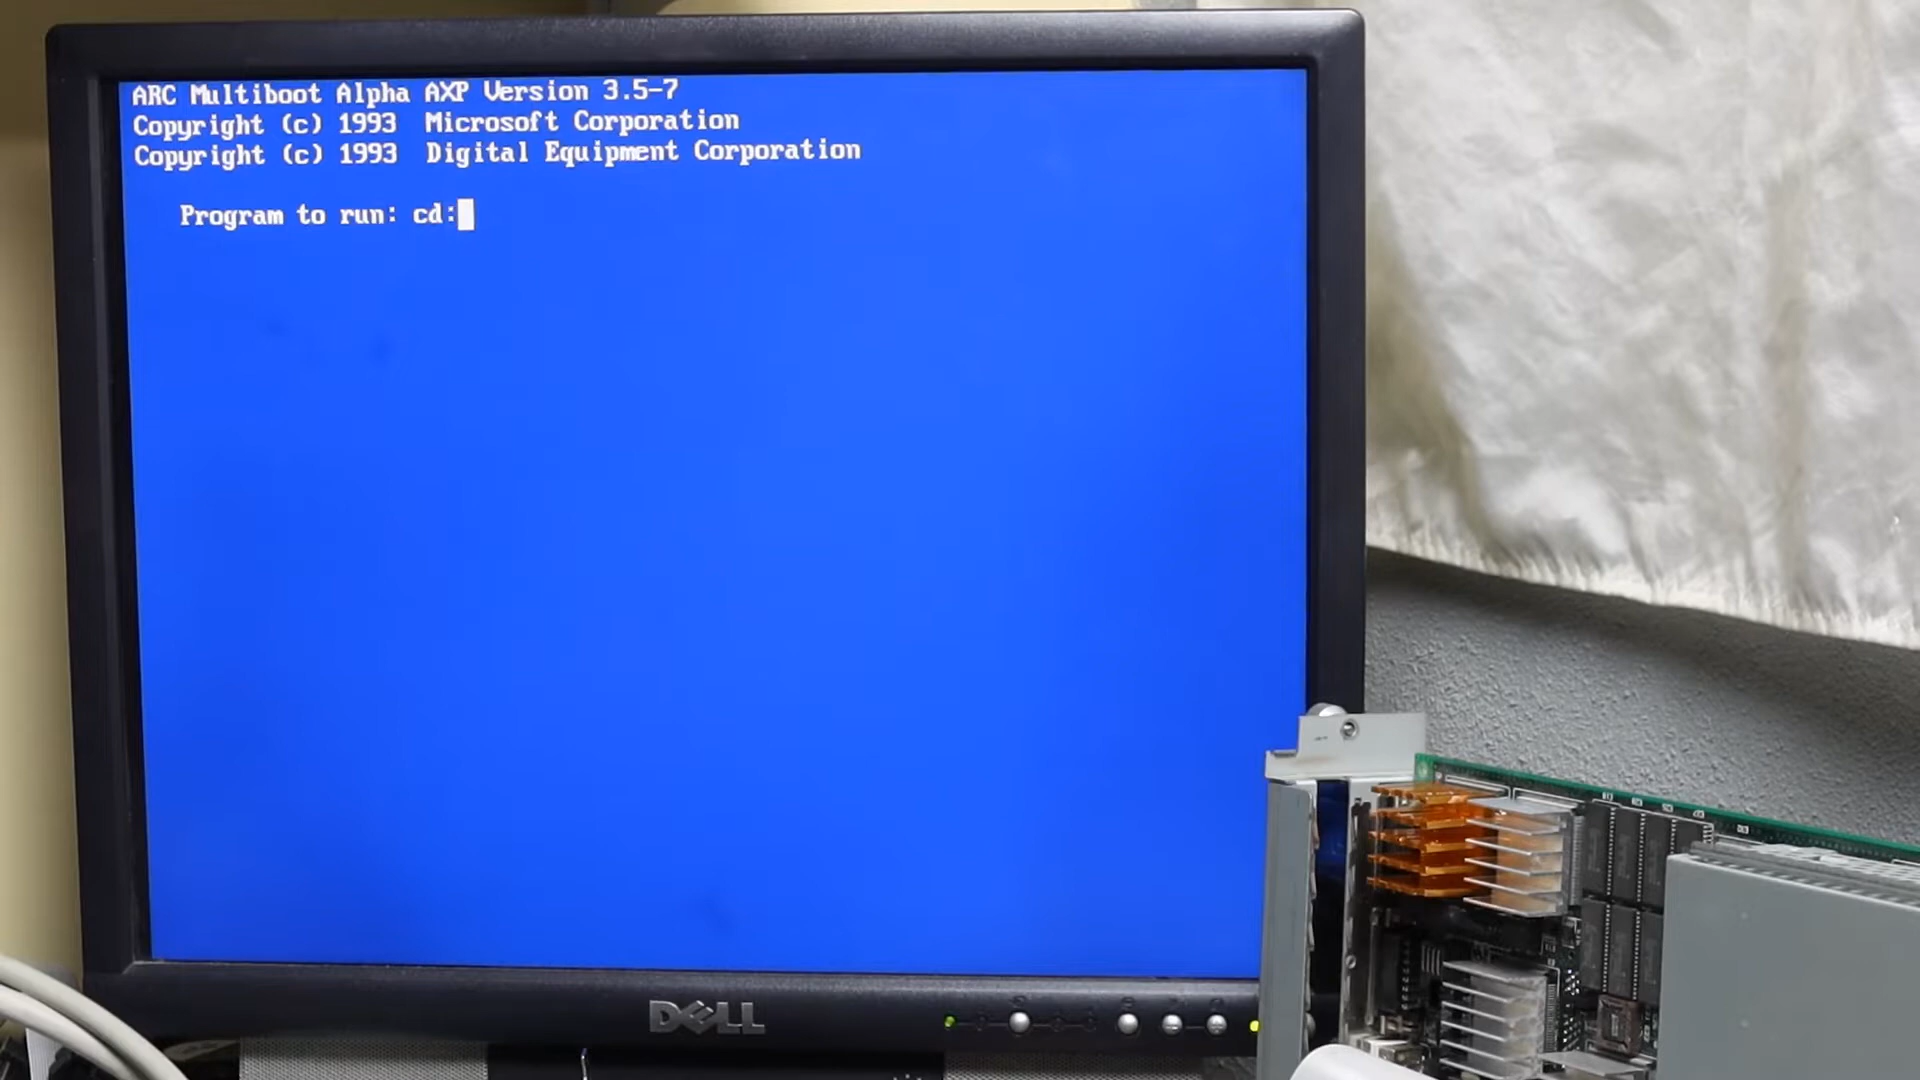 ARC Multiboot Alpha AXP Version 3.5-7
Copyright (c) 1993  Microsoft Corporation
Copyright (c) 1993  Digital Equipment Corporation
Program to run: cd:
DELL